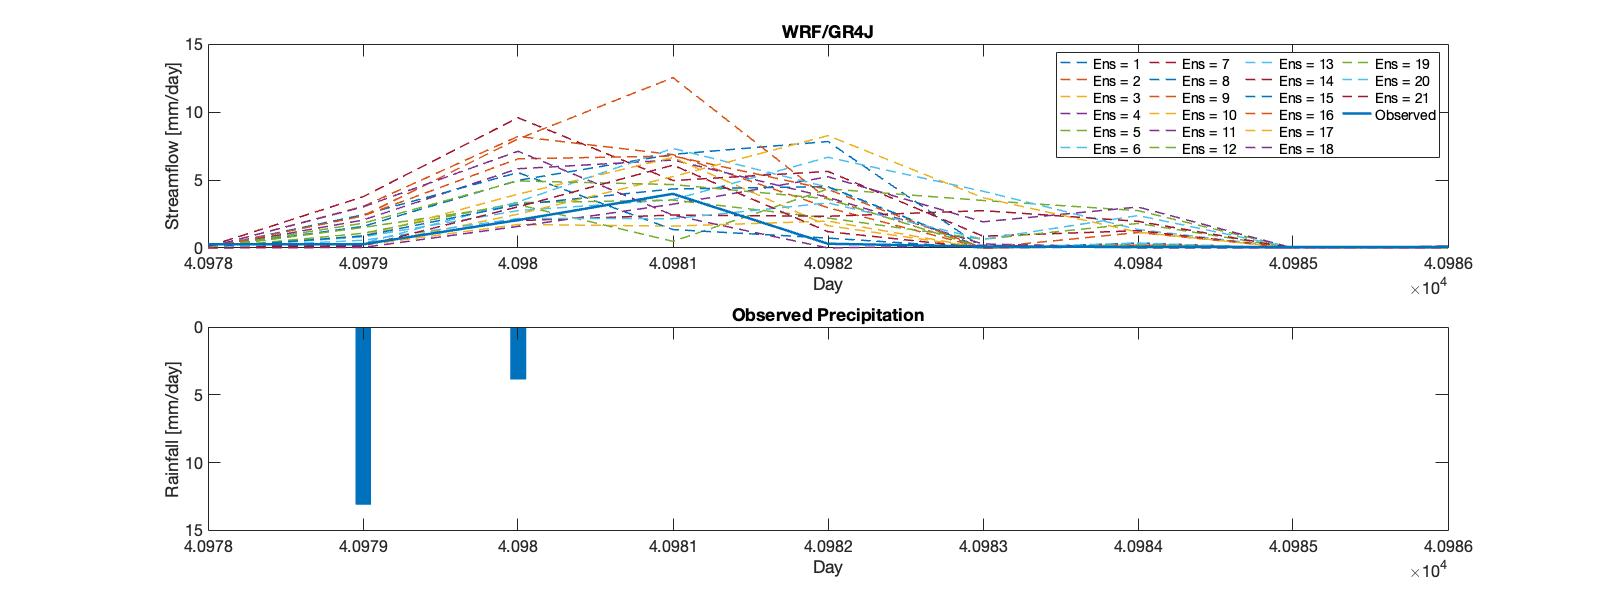 WRF/GR4J
Streamflow [mm/day]
15
10
5
0
Ens = 1 Ens = 7 Ens = 13 Ens = 19
Ens = 2 Ens = 8 Ens = 14 Ens = 20
Ens = 3 Ens = 9 Ens = 15 Ens = 21
Ens = 4 Ens = 10 Ens = 16 Observed
Ens = 5 Ens = 11 Ens = 17
Ens = 6 Ens = 12 Ens = 18
4.0978 4.0979 4.098 4.0981 4.0982 4.0983 4.0984 4.0985 4.0986
Day
×10⁴
Observed Precipitation
Rainfall [mm/day]
0
5
10
15
4.0978 4.0979 4.098 4.0981 4.0982 4.0983 4.0984 4.0985 4.0986
Day
×10⁴